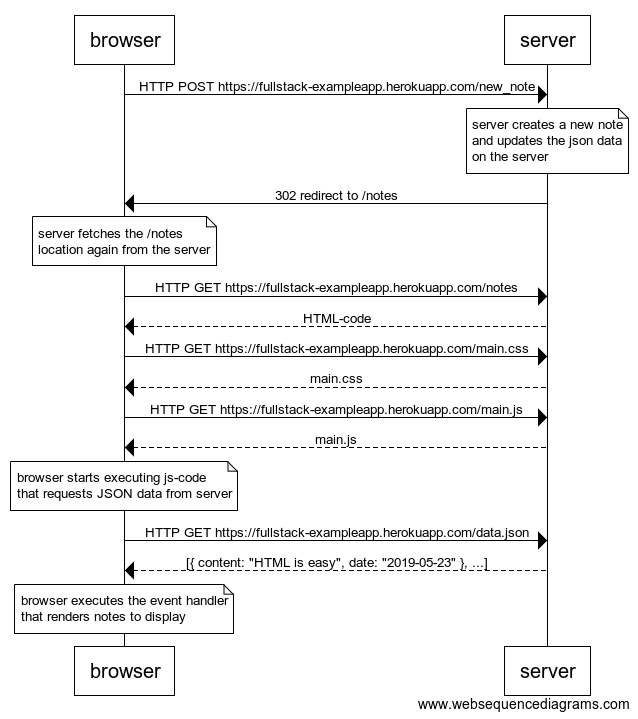 browser
server
HTTP POST https://fullstack-exampleapp.herokuapp.com/new_note
server creates a new note
and updates the json data
on the server
302 redirect to /notes
server fetches the /notes
location again from the server
HTTP GET https://fullstack-exampleapp.herokuapp.com/notes
HTML-code
HTTP GET https://fullstack-exampleapp.herokuapp.com/main.css
main.css
HTTP GET https://fullstack-exampleapp.herokuapp.com/main.js
main.js
browser starts executing js-code
that requests JSON data from server
HTTP GET https://fullstack-exampleapp.herokuapp.com/data.json
[{ content: "HTML is easy", date: "2019-05-23" }, ...]
browser executes the event handler
that renders notes to display
browser
server
www.websequencediagrams.com